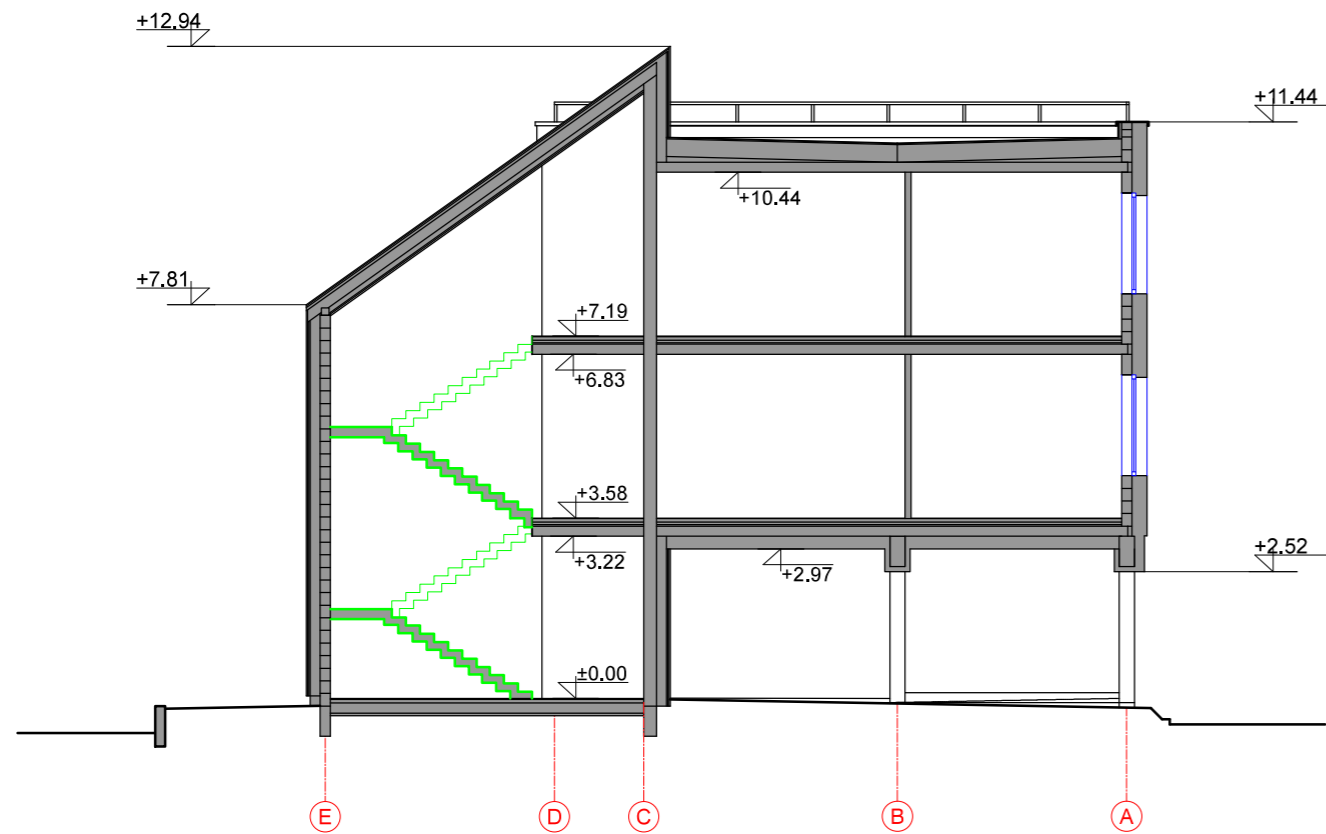 +12.94
+11.44
+10.44
+7.81
+7.19
+6.83
+3.58
+3.22
+2.97
+2.52
±0.00
E
D
C
B
A